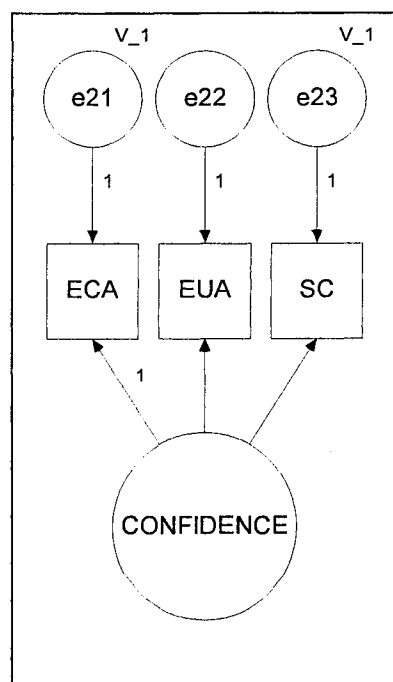 V_1 V_1
e21 e22 e23
1 1 1
ECA EUA SC
1
CONFIDENCE